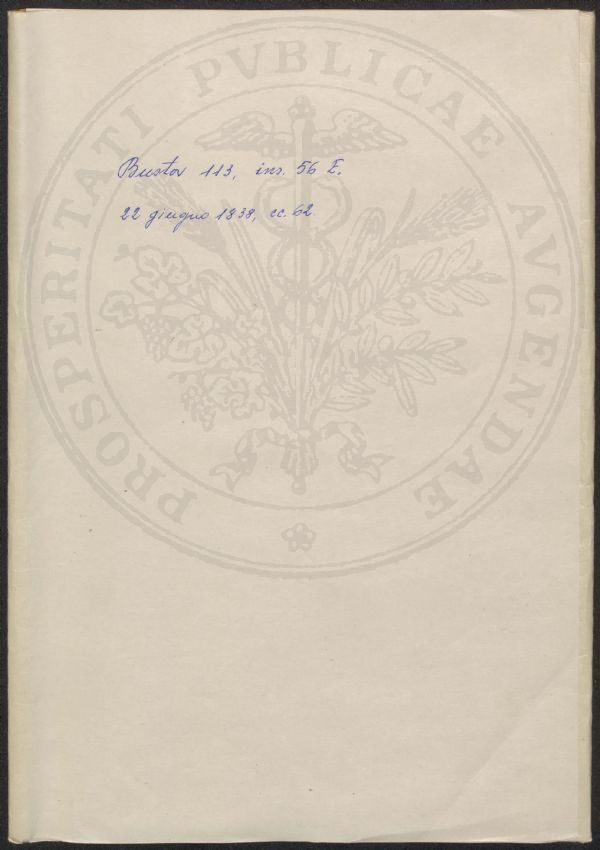 PROSPERITATI PVBLICAE AVGENDAE
Busta 113, ins. 56 E.
22 giugno 1838, cc. 62